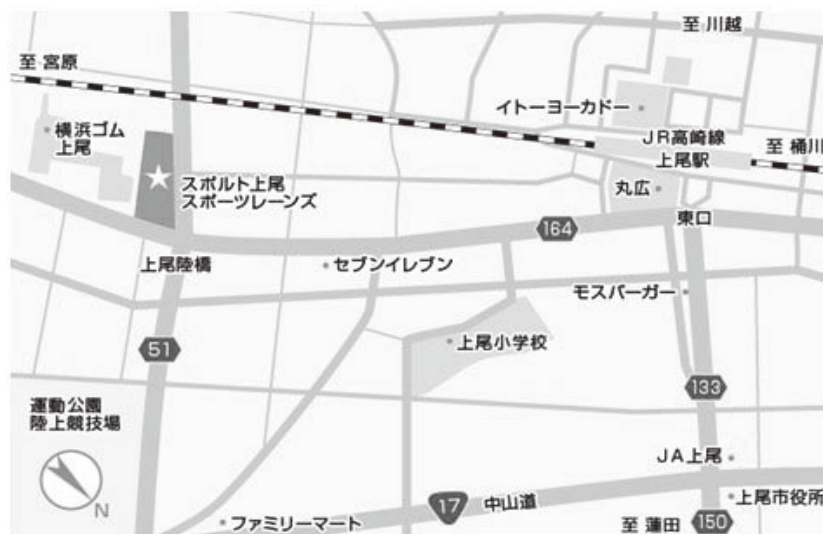 至 川越
至 宮原
イトーヨーカドー
横浜ゴム
上尾
JR高崎線
上尾駅
至 桶川
スポルト上尾
スポーツレーンズ
丸広
164
東口
上尾陸橋
セブンイレブン
モスバーガー
51
上尾小学校
133
運動公園
陸上競技場
JA上尾
N
17
中山道
上尾市役所
ファミリーマート
至 蓮田
150